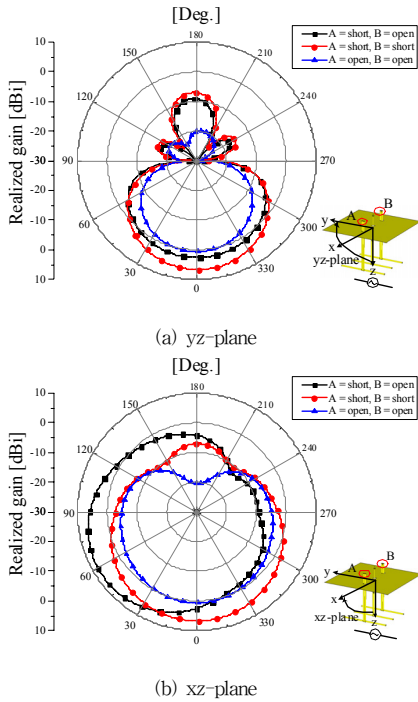 [Deg.]
A = short, B = open
A = short, B = short
A = open, B = open
Realized gain [dBi]
10
0
-10
-20
-30
-20
-10
0
10
180
150
210
120
240
90
270
60
300
30
330
0
A
B
y
x
z
yz-plane
(a) yz-plane
[Deg.]
A = short, B = open
A = short, B = short
A = open, B = open
Realized gain [dBi]
10
0
-10
-20
-30
-20
-10
0
10
180
150
210
120
240
90
270
60
300
30
330
0
A
B
y
x
z
xz-plane
(b) xz-plane